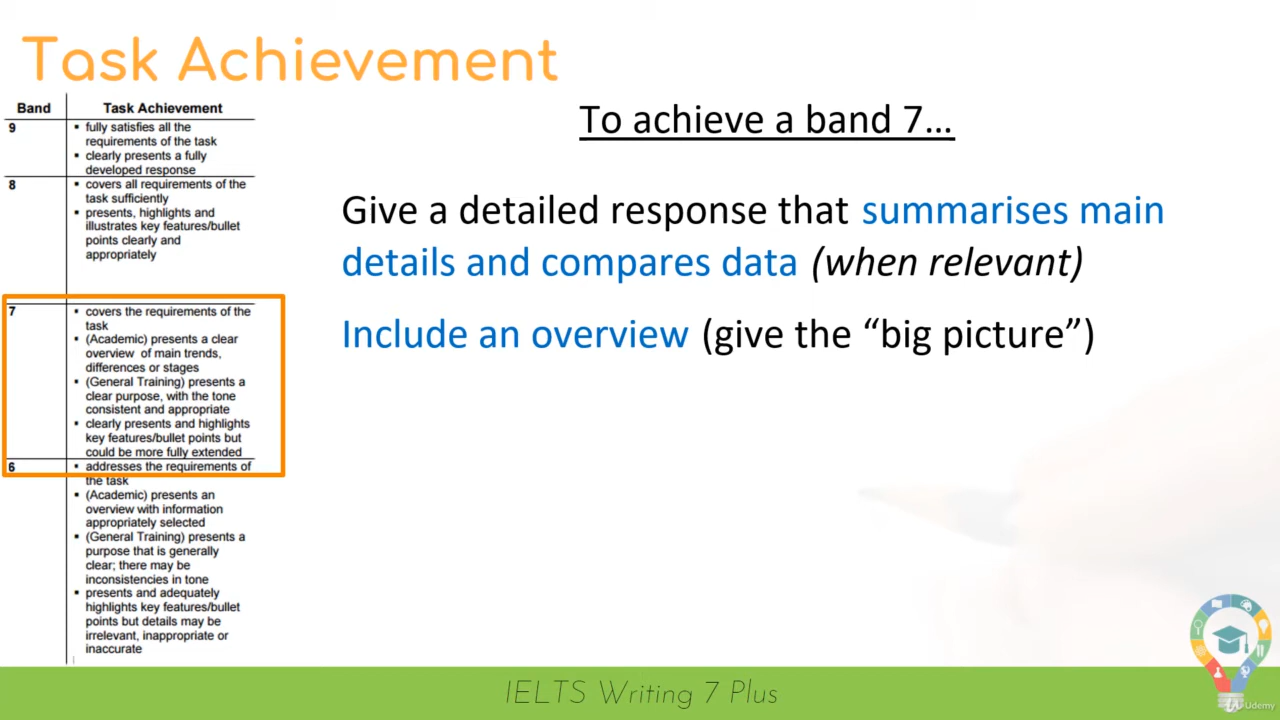 Task Achievement
Band Task Achievement
9 ▪ fully satisfies all the
requirements of the task
▪ clearly presents a fully
developed response
8 ▪ covers all requirements of the
task sufficiently
▪ presents, highlights and
illustrates key features/bullet
points clearly and
appropriately
7 ▪ covers the requirements of the
task
▪ (Academic) presents a clear
overview of main trends,
differences or stages
▪ (General Training) presents a
clear purpose, with the tone
consistent and appropriate
▪ clearly presents and highlights
key features/bullet points but
could be more fully extended
6 ▪ addresses the requirements of
the task
▪ (Academic) presents an
overview with information
appropriately selected
▪ (General Training) presents a
purpose that is generally
clear; there may be
inconsistencies in tone
▪ presents and adequately
highlights key features/bullet
points but details may be
irrelevant, inappropriate or
inaccurate
To achieve a band 7…
Give a detailed response that summarises main
details and compares data (when relevant)
Include an overview (give the “big picture”)
IELTS Writing 7 Plus
Udemy